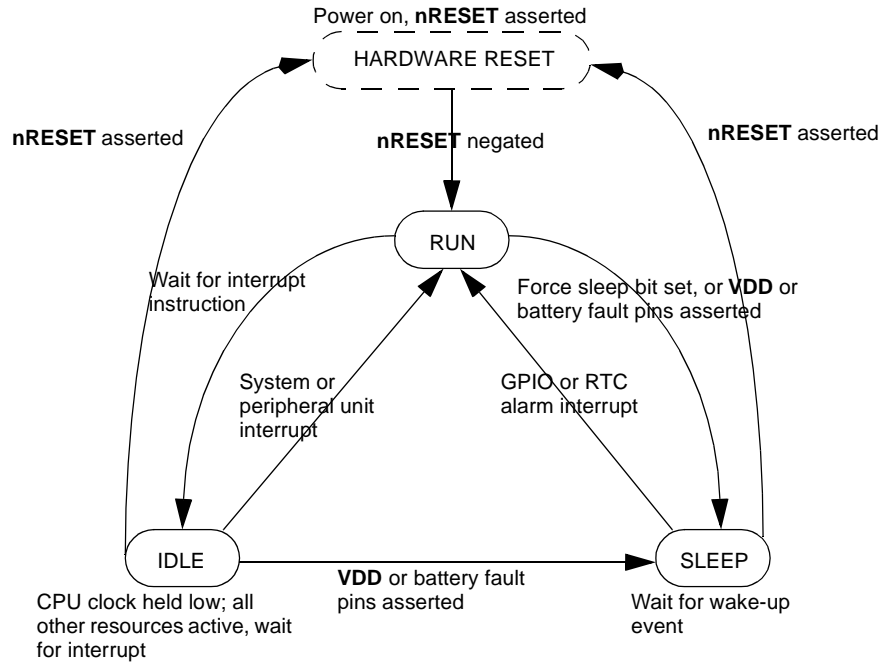 Power on, nRESET asserted
HARDWARE RESET
nRESET asserted
nRESET negated
nRESET asserted
RUN
Wait for interrupt
instruction
Force sleep bit set, or VDD or
battery fault pins asserted
System or
peripheral unit
interrupt
GPIO or RTC
alarm interrupt
IDLE
SLEEP
VDD or battery fault
pins asserted
CPU clock held low; all
other resources active, wait
for interrupt
Wait for wake-up
event